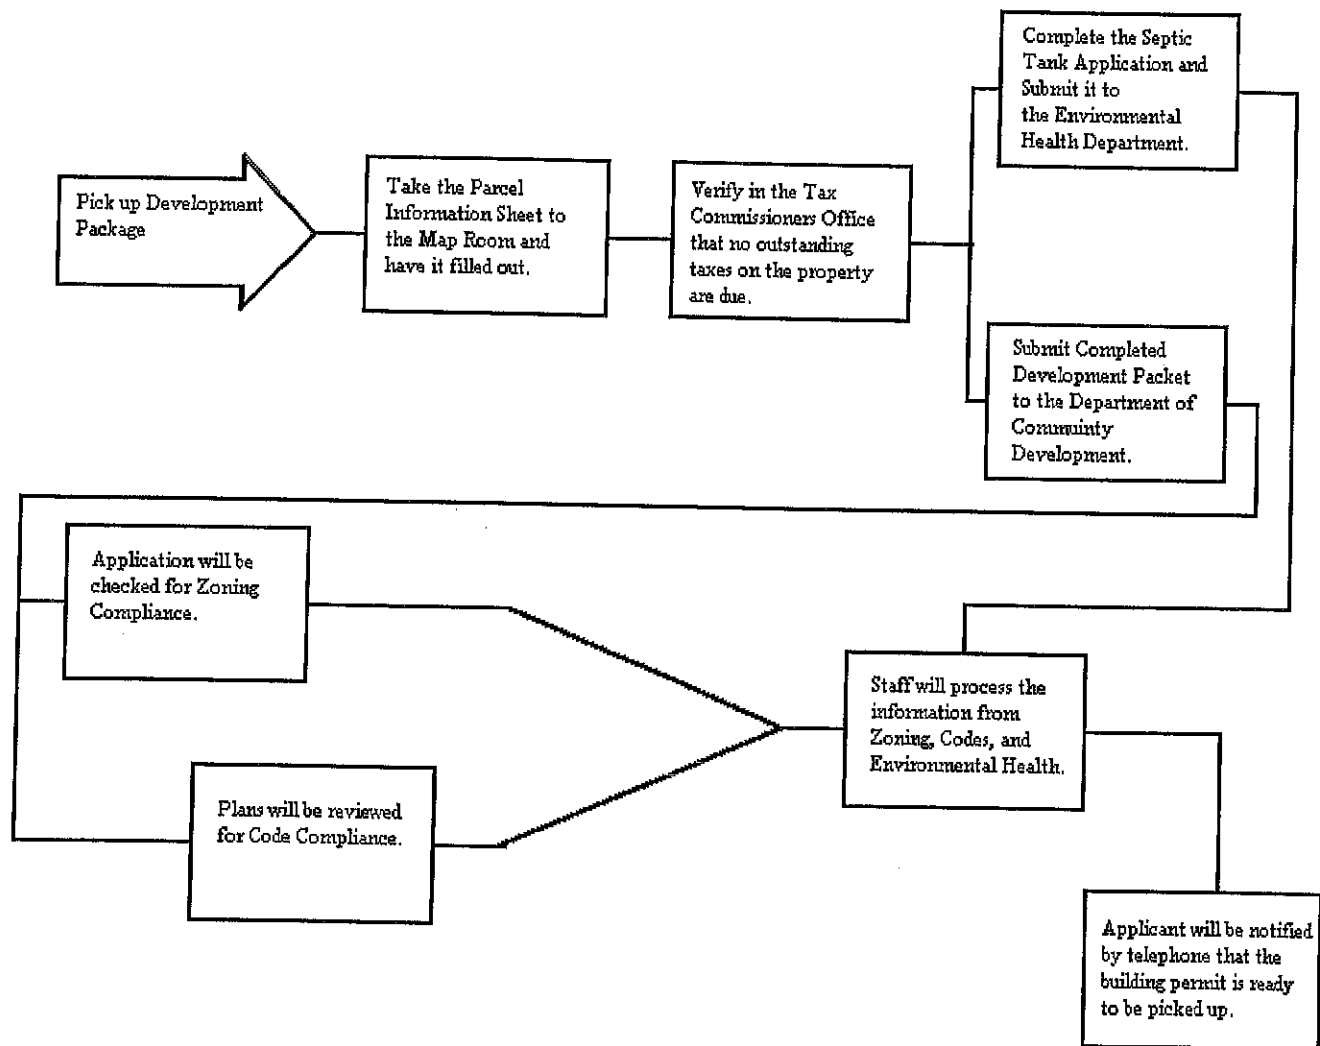 Pick up Development
Package
Take the Parcel
Information Sheet to
the Map Room and
have it filled out.
Verify in the Tax
Commissioners Office
that no outstanding
taxes on the property
are due.
Complete the Septic
Tank Application and
Submit it to
the Environmental
Health Department.
Submit Completed
Development Packet
to the Department of
Commuinty
Development.
Application will be
checked for Zoning
Compliance.
Plans will be reviewed
for Code Compliance.
Staff will process the
information from
Zoning, Codes, and
Environmental Health.
Applicant will be notified
by telephone that the
building permit is ready
to be picked up.